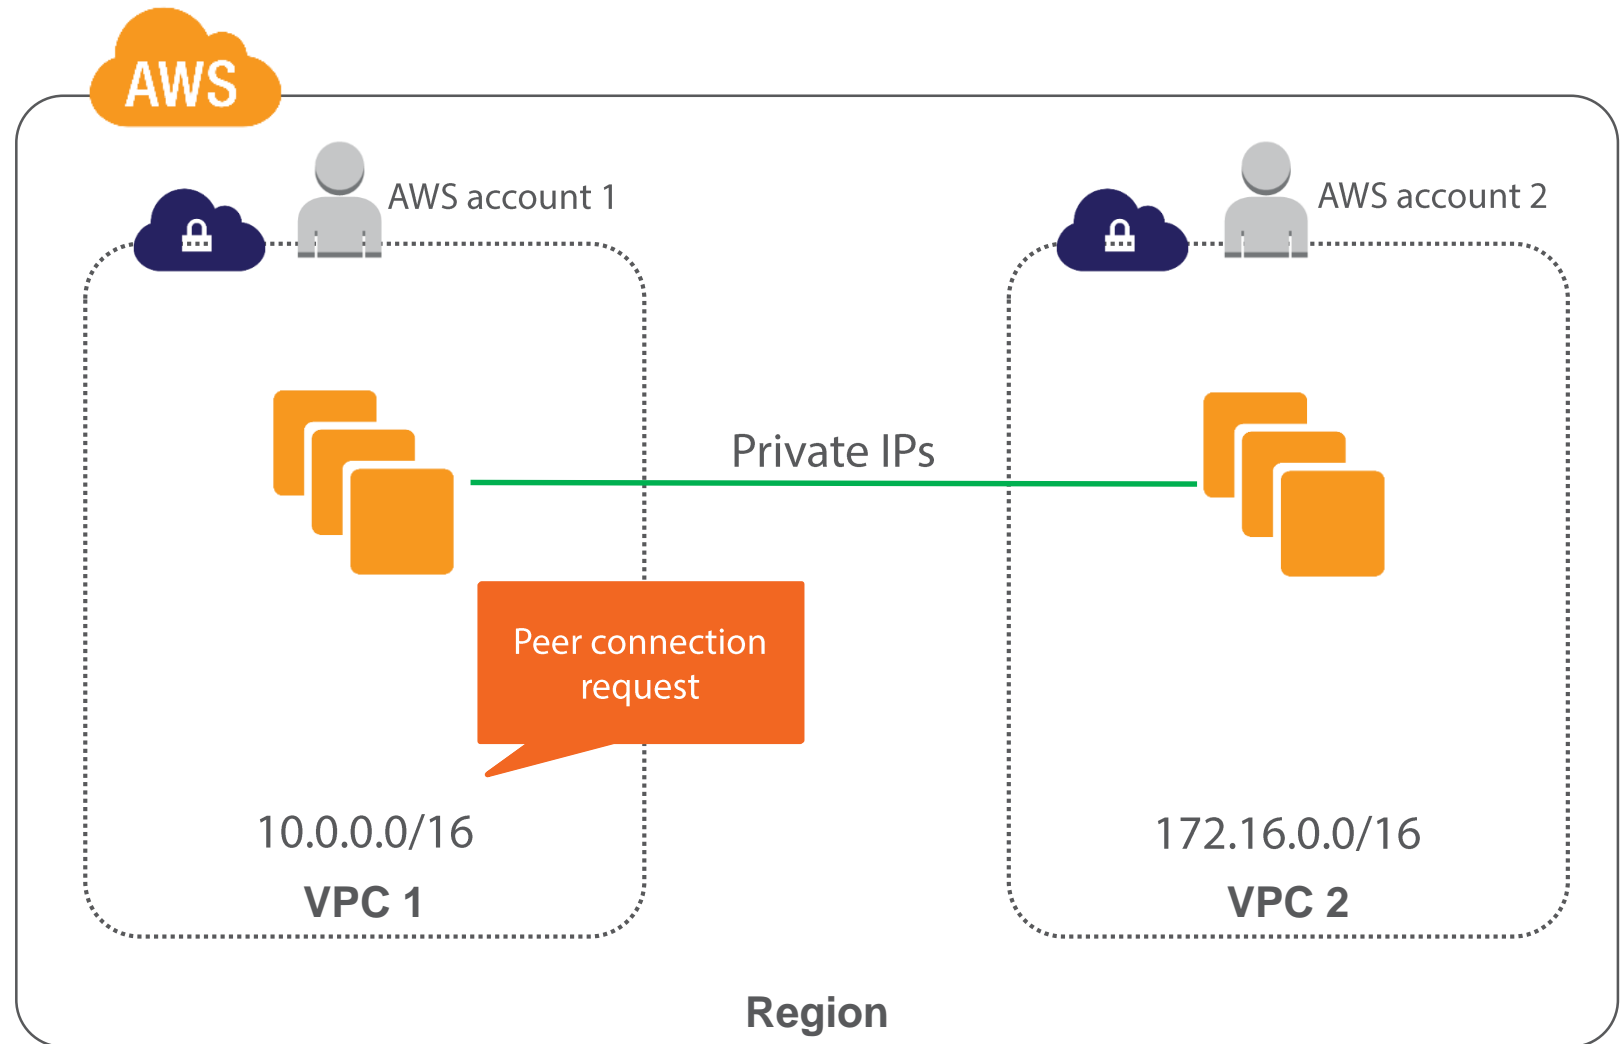 AWS
AWS account 1
AWS account 2
Private IPs
Peer connection
request
10.0.0.0/16
VPC 1
172.16.0.0/16
VPC 2
Region